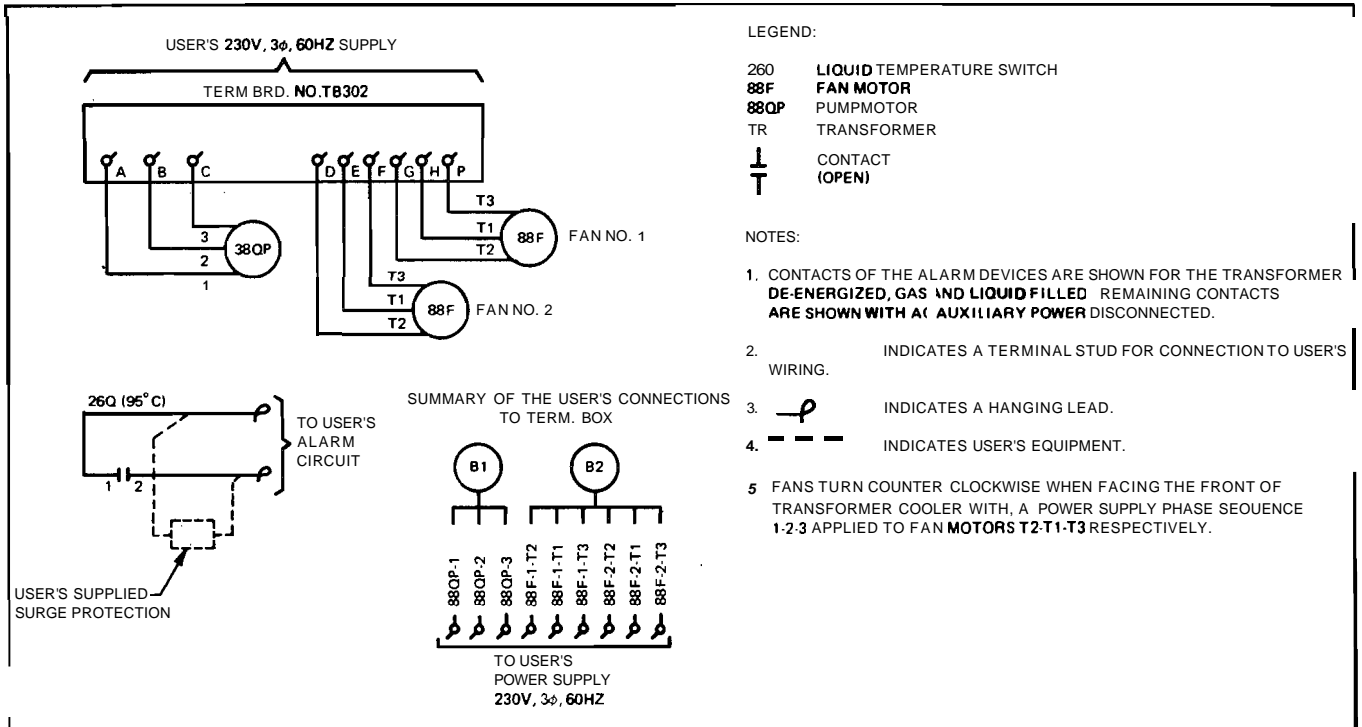 USER'S 230V, 3ø, 60HZ SUPPLY
TERM BRD. NO.TB302
A B C D E F G H P
T3
T1
T2
88F
FAN NO. 1
3
2
1
38QP
T3
T1
T2
88F
FAN NO. 2
26Q (95°C)
1 2
TO USER'S
ALARM
CIRCUIT
USER'S SUPPLIED
SURGE PROTECTION
SUMMARY OF THE USER'S CONNECTIONS
TO TERM. BOX
B1 B2
88QP-1
88QP-2
88QP-3
88F-1-T2
88F-1-T1
88F-1-T3
88F-2-T2
88F-2-T1
88F-2-T3
TO USER'S
POWER SUPPLY
230V, 3ø, 60HZ
LEGEND:
260 LIQUID TEMPERATURE SWITCH
88F FAN MOTOR
88QP PUMPMOTOR
TR TRANSFORMER
CONTACT
(OPEN)
NOTES:
1. CONTACTS OF THE ALARM DEVICES ARE SHOWN FOR THE TRANSFORMER
DE-ENERGIZED, GAS AND LIQUID FILLED REMAINING CONTACTS
ARE SHOWN WITH AC AUXILIARY POWER DISCONNECTED.
2. INDICATES A TERMINAL STUD FOR CONNECTION TO USER'S
WIRING.
3. INDICATES A HANGING LEAD.
4. INDICATES USER'S EQUIPMENT.
5 FANS TURN COUNTER CLOCKWISE WHEN FACING THE FRONT OF
TRANSFORMER COOLER WITH, A POWER SUPPLY PHASE SEOUENCE
1-2-3 APPLIED TO FAN MOTORS T2-T1-T3 RESPECTIVELY.